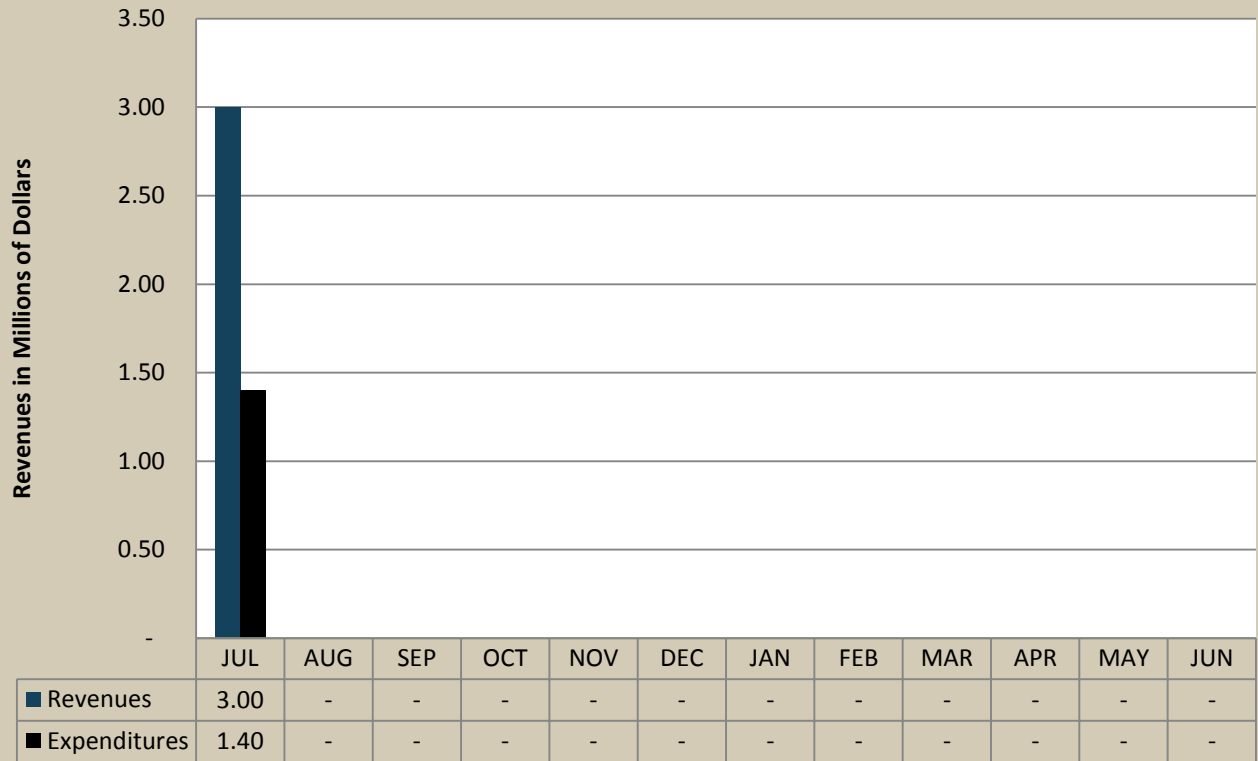 3.50
3.00
2.50
2.00
1.50
1.00
0.50
-
Revenues in Millions of Dollars
JUL AUG SEP OCT NOV DEC JAN FEB MAR APR MAY JUN
Revenues 3.00 - - - - - - - - - - -
Expenditures 1.40 - - - - - - - - - - -